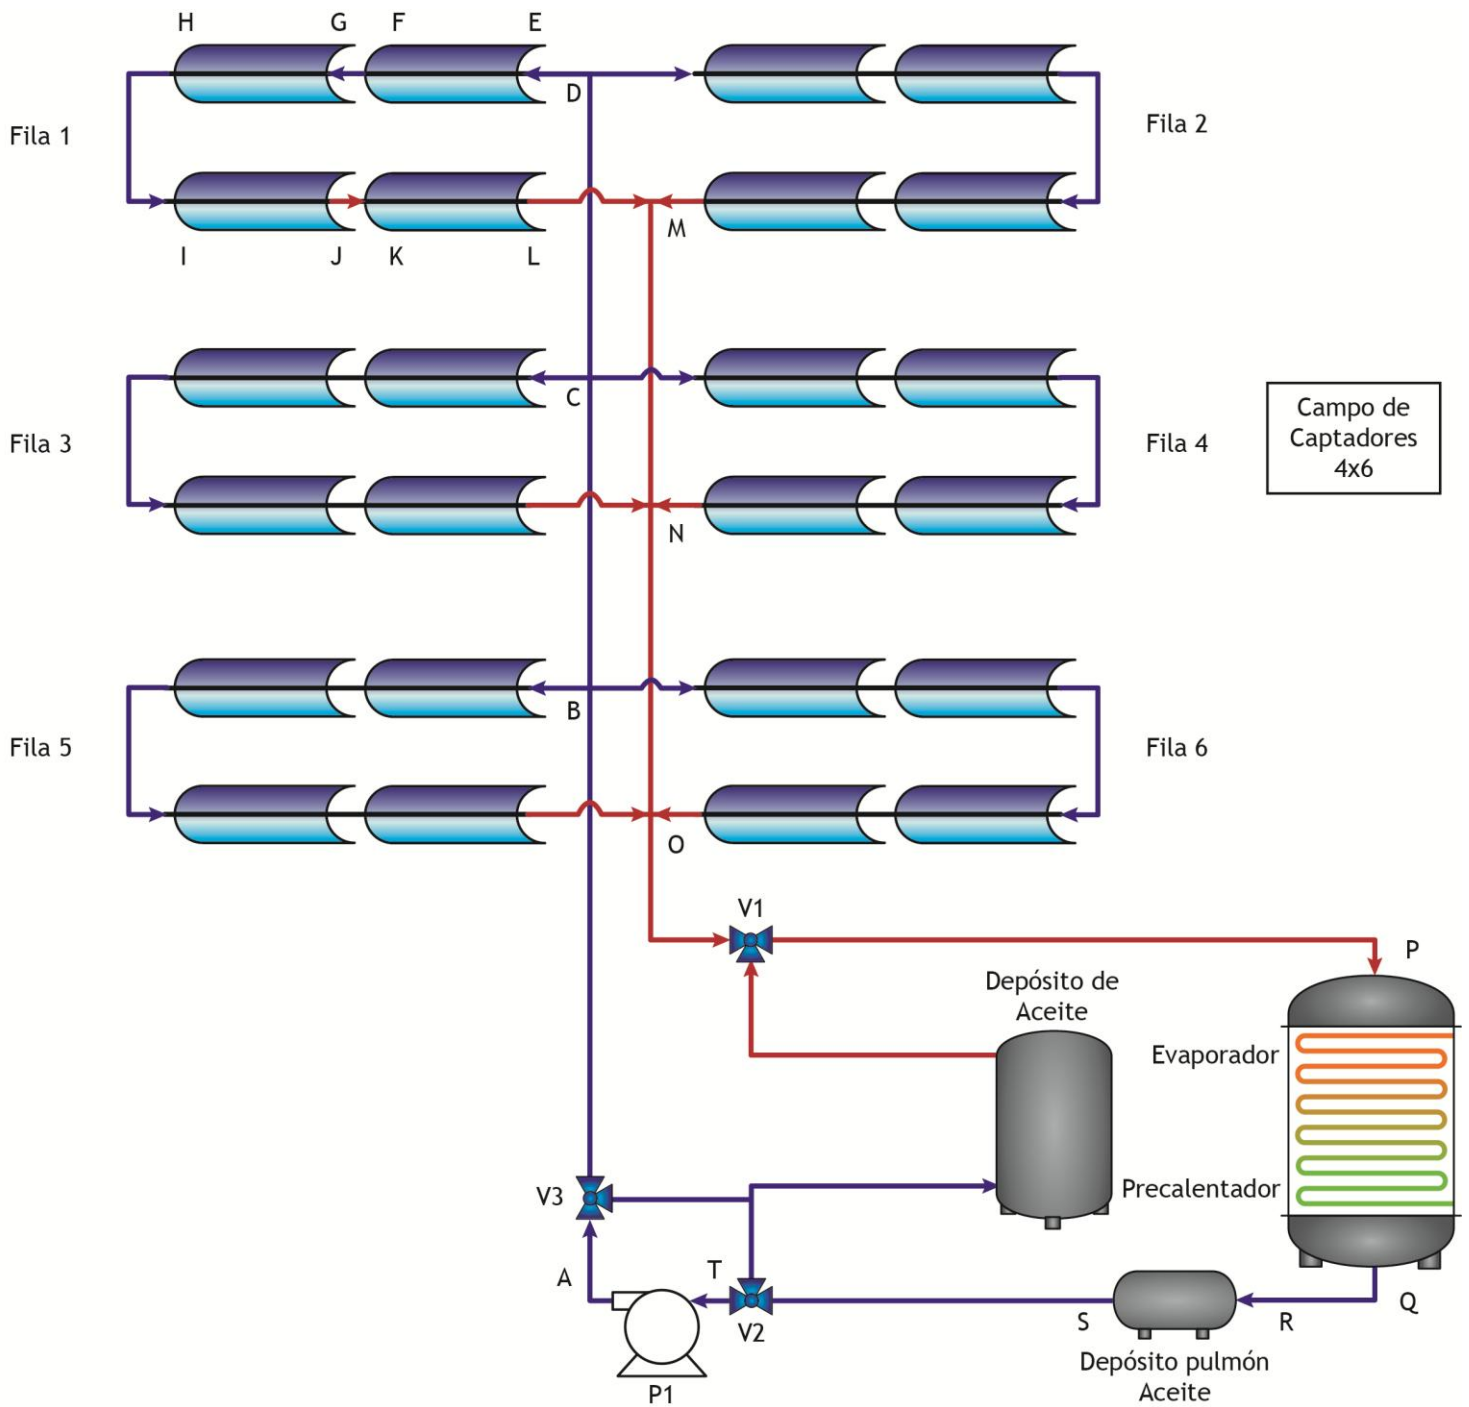 H G F E
D
Fila 1
Fila 2
M
I J K L
C
Fila 3
Fila 4
Campo de
Captadores
4x6
N
B
Fila 5
Fila 6
O
V1
P
Depósito de
Aceite
Evaporador
Precalentador
V3
A
T
V2
S
R
Q
Depósito pulmón
Aceite
P1